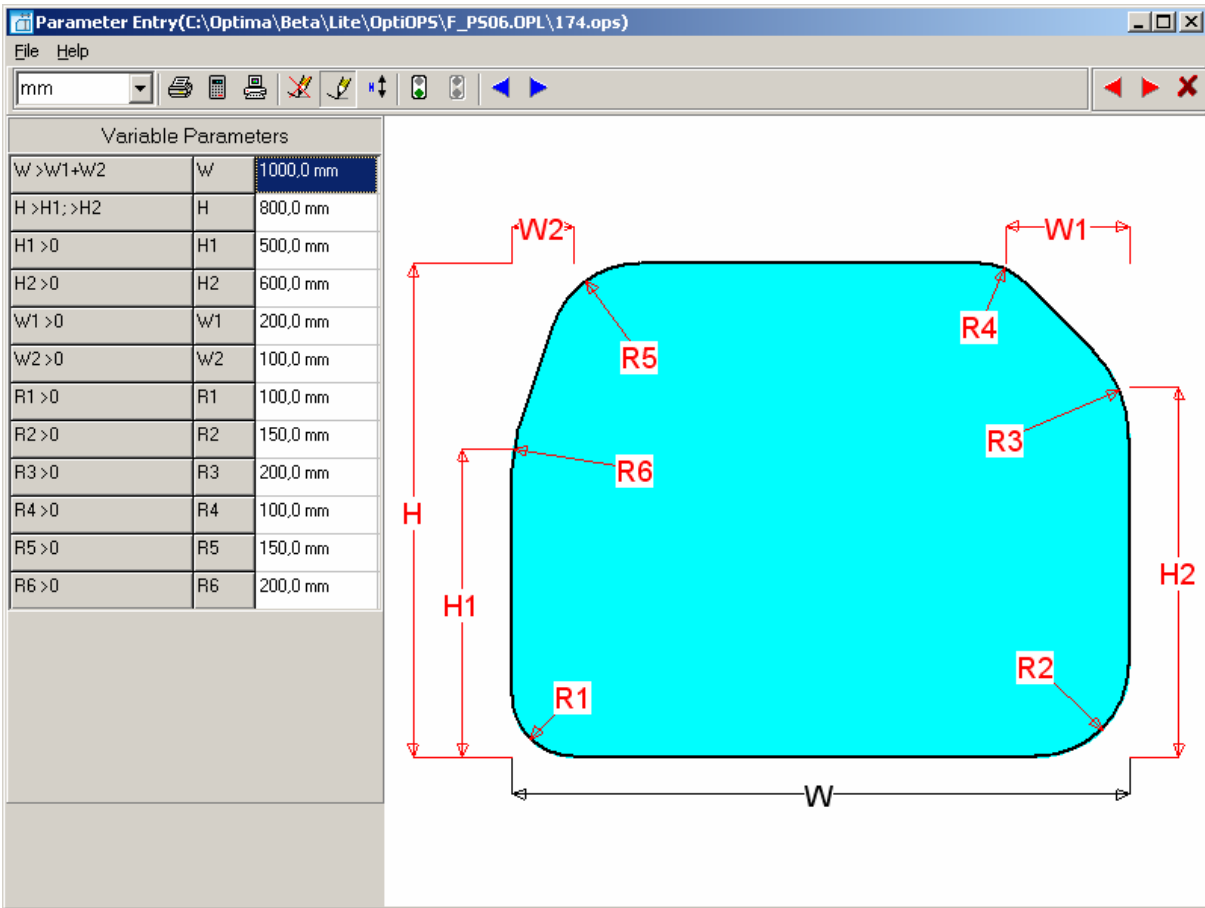 Parameter Entry(C:\Optima\Beta\Lite\OptiOPS\F_PS06.OPL\174.ops)
File Help
mm
Variable Parameters
W >W1+W2 W 1000,0 mm
H >H1; >H2 H 800,0 mm
H1 >0 H1 500,0 mm
H2 >0 H2 600,0 mm
W1 >0 W1 200,0 mm
W2 >0 W2 100,0 mm
R1 >0 R1 100,0 mm
R2 >0 R2 150,0 mm
R3 >0 R3 200,0 mm
R4 >0 R4 100,0 mm
R5 >0 R5 150,0 mm
R6 >0 R6 200,0 mm
W2 W1
R4
R5
R3
R6
H
H2
H1
R2
R1
W